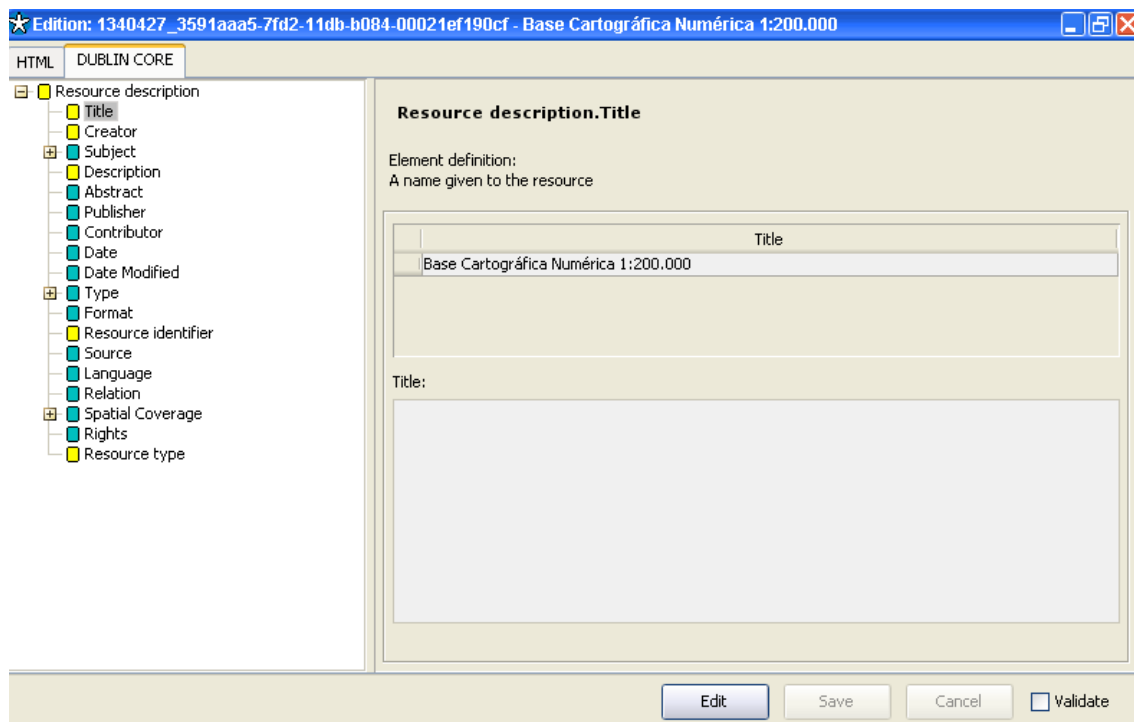 Edition: 1340427_3591aaa5-7fd2-11db-b084-00021ef190cf - Base Cartográfica Numérica 1:200.000
HTML
DUBLIN CORE
Resource description
Title
Creator
Subject
Description
Abstract
Publisher
Contributor
Date
Date Modified
Type
Format
Resource identifier
Source
Language
Relation
Spatial Coverage
Rights
Resource type
Resource description.Title
Element definition:
A name given to the resource
Title
Base Cartográfica Numérica 1:200.000
Title:
Edit
Save
Cancel
Validate